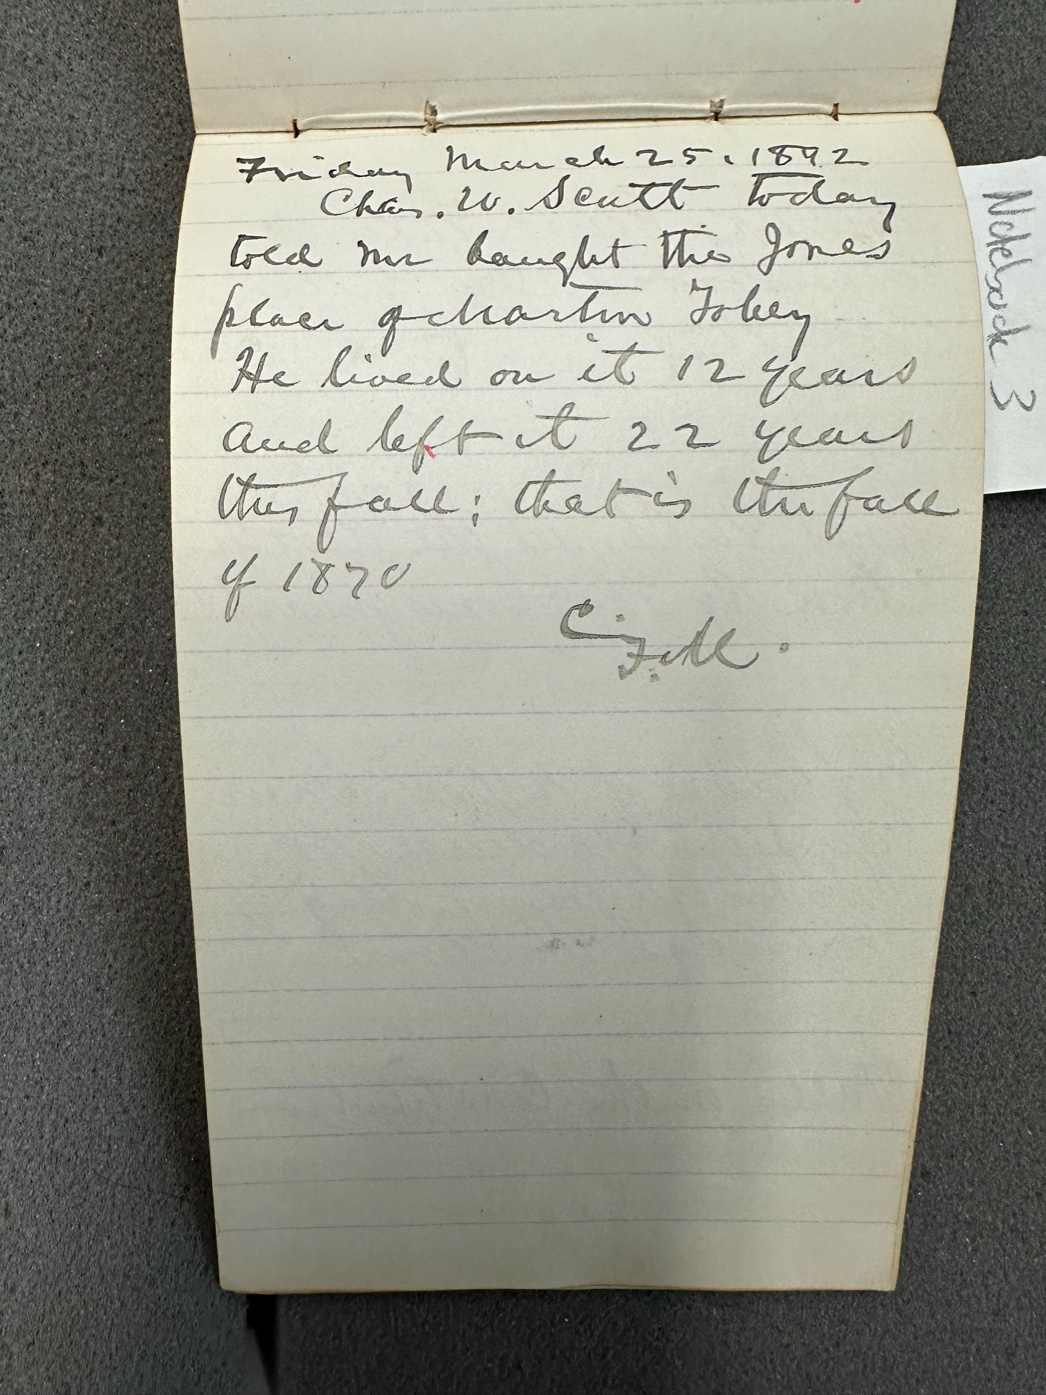 Friday March 25, 1892
Chas. W. Scott today
told me bought the Jones
place of Martin Tobey
He lived on it 12 years
And left it 22 years
this fall; that is the fall
of 1870
Notebook 3